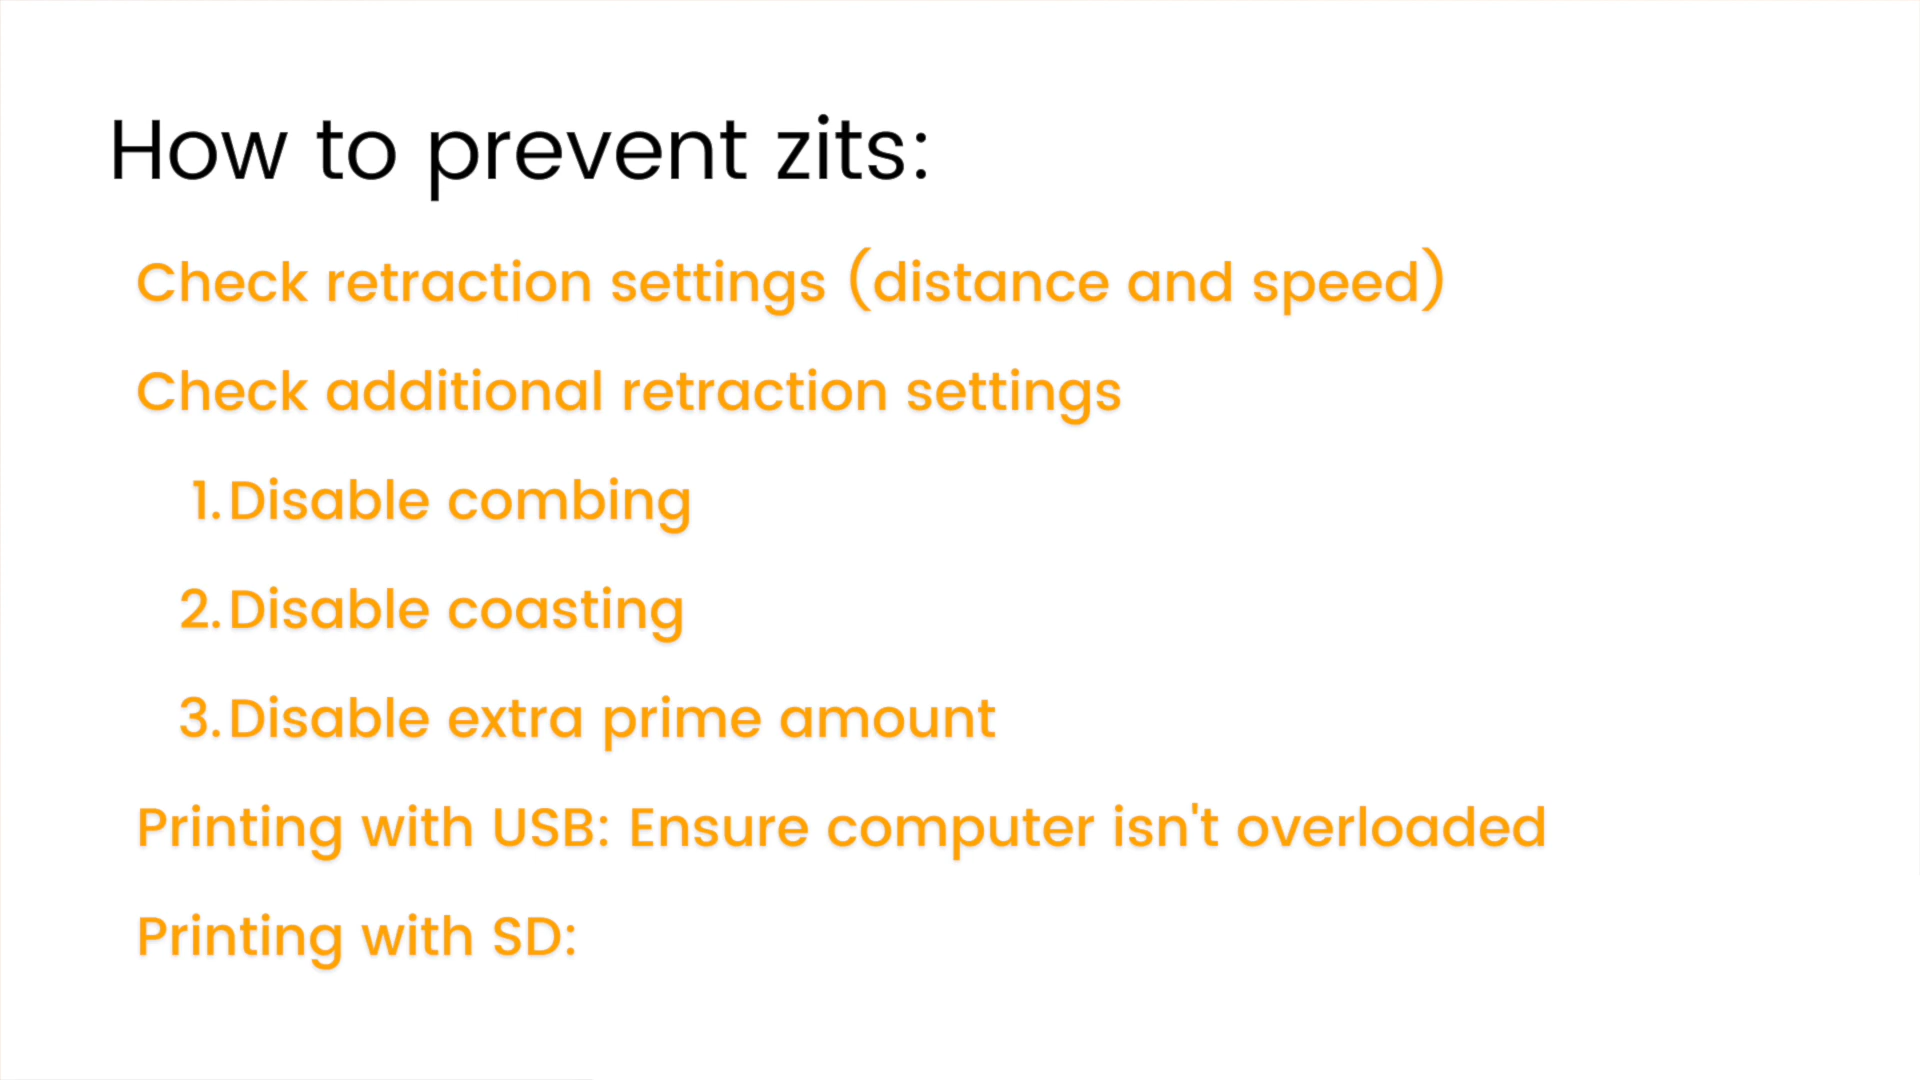 How to prevent zits:
Check retraction settings (distance and speed)
Check additional retraction settings
1. Disable combing
2. Disable coasting
3. Disable extra prime amount
Printing with USB: Ensure computer isn't overloaded
Printing with SD: